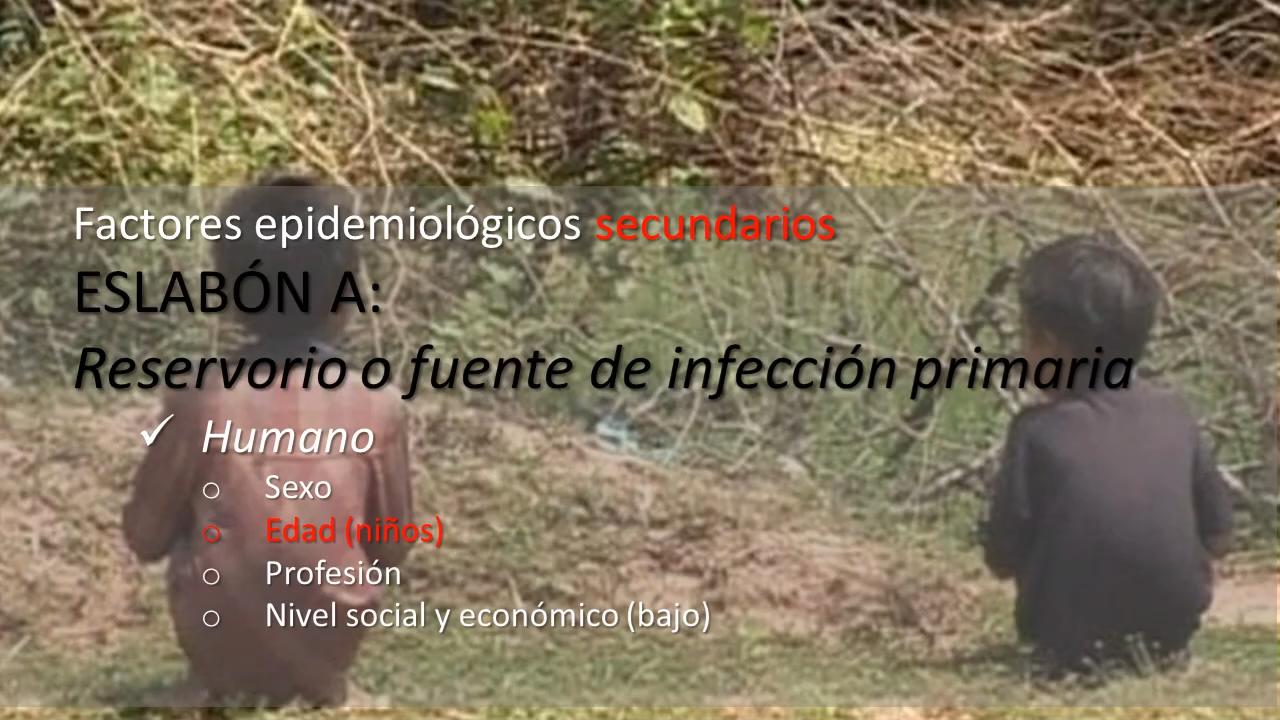 Factores epidemiológicos secundarios
ESLABÓN A:
Reservorio o fuente de infección primaria
✓ Humano
o Sexo
o Edad (niños)
o Profesión
o Nivel social y económico (bajo)